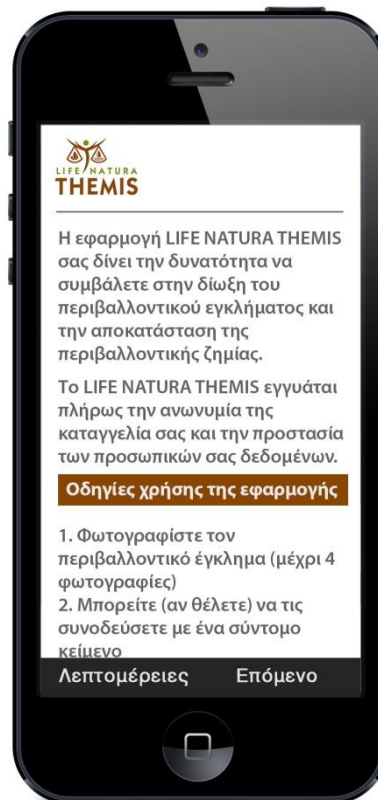 LIFE NATURA
THEMIS
Η εφαρμογή LIFE NATURA THEMIS
σας δίνει την δυνατότητα να
συμβάλετε στην δίωξη του
περιβαλλοντικού εγκλήματος και
την αποκατάσταση της
περιβαλλοντικής ζημίας.
Το LIFE NATURA THEMIS εγγυάται
πλήρως την ανωνυμία της
καταγγελία σας και την προστασία
των προσωπικών σας δεδομένων.
Οδηγίες χρήσης της εφαρμογής
1. Φωτογραφίστε τον
περιβαλλοντικό έγκλημα (μέχρι 4
φωτογραφίες)
2. Μπορείτε (αν θέλετε) να τις
συνοδεύσετε με ένα σύντομο
κείμενο
Λεπτομέρειες Επόμενο